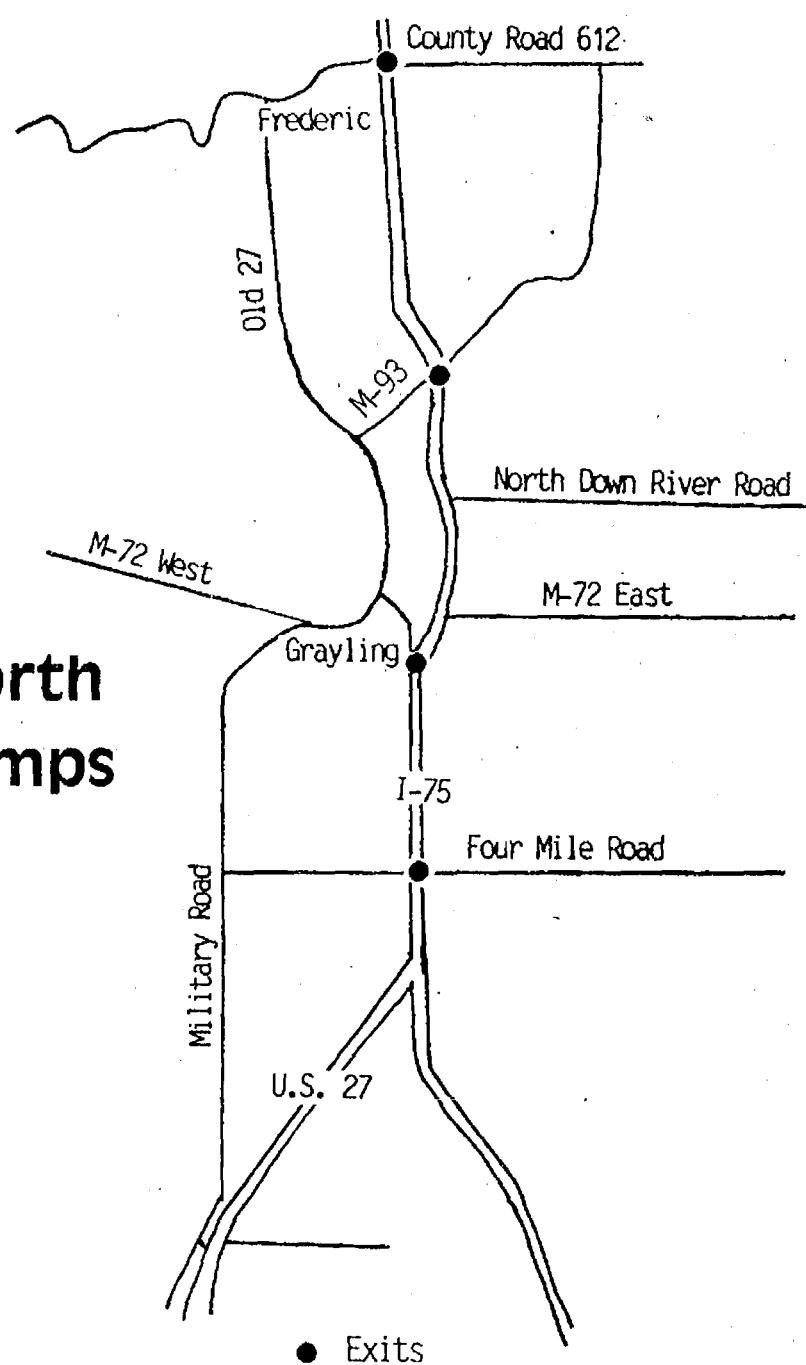 County Road 612
Frederic
Old 27
M-93
North Down River Road
M-72 West
M-72 East
Grayling
orth
mps
I-75
Four Mile Road
Military Road
U.S. 27
Exits